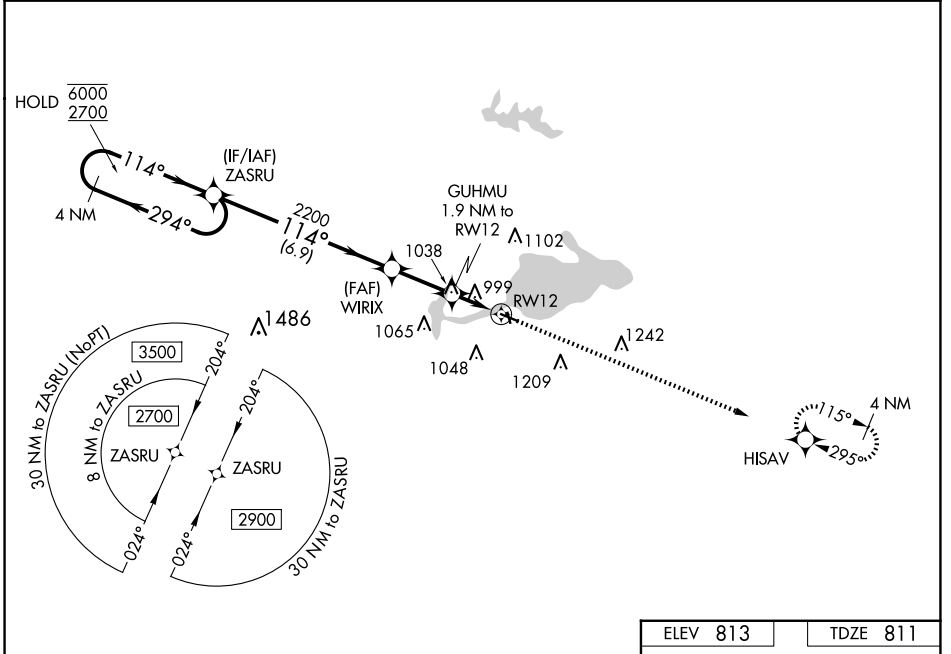 HOLD 6000
2700
114°
294°
4 NM
(IF/IAF)
ZASRU
2200
114°
(6.9)
GUHMU
1.9 NM to
RW12
1038
1102
(FAF)
WIRIX
999
RW12
1065
1048
1209
1242
1486
115°
4 NM
295°
HISAV
30 NM to ZASRU (NoPT)
3500
204°
8 NM to ZASRU
2700
ZASRU
024°
204°
ZASRU
2900
024°
30 NM to ZASRU
ELEV 813
TDZE 811